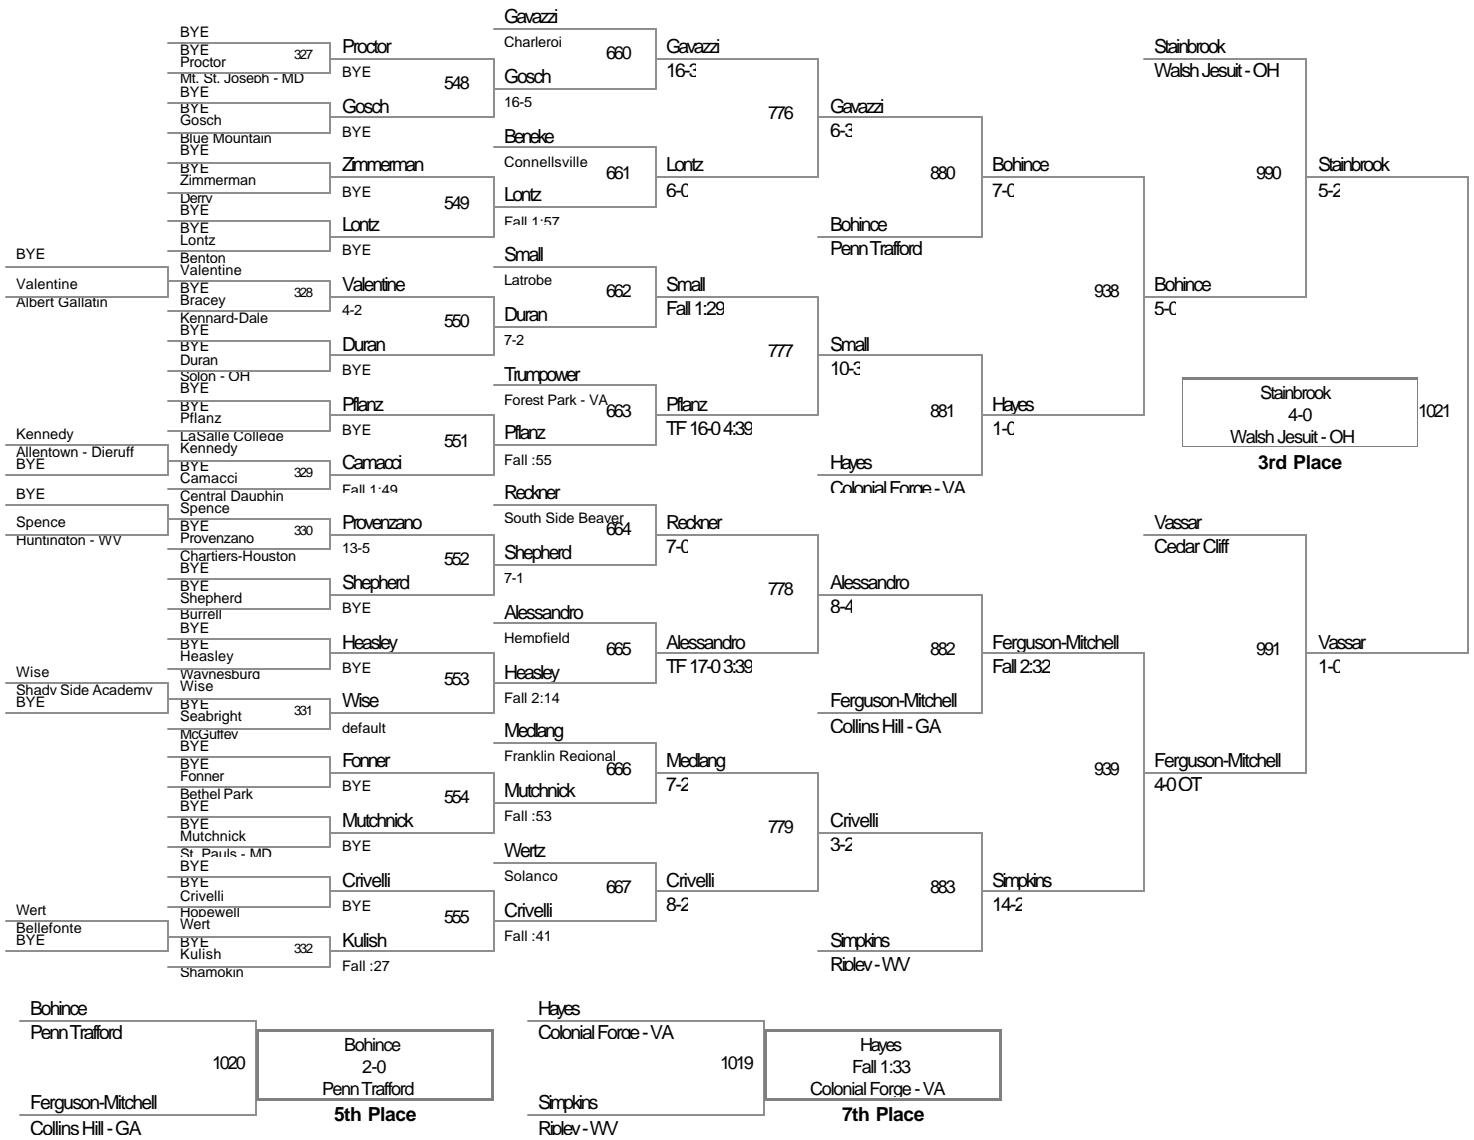 BYE
Valentine
Albert Gallatin
Kennedy
Allentown - Dieruff
BYE
BYE
Spence
Huntington - WV
Wise
Shady Side Academy
BYE
Wert
Bellefonte
BYE
BYE
BYE
Proctor
327
Mt. St. Joseph - MD
BYE
BYE
Gosch
Blue Mountain
BYE
BYE
Zimmerman
Derry
BYE
BYE
Lontz
Benton
Valentine
BYE
Bracey
328
Kennard-Dale
BYE
BYE
Duran
Solon - OH
BYE
BYE
Pflanz
LaSalle College
Kennedy
BYE
Camacci
329
Central Dauphin
Spence
BYE
Provenzano
330
Chartiers-Houston
BYE
BYE
Shepherd
Burrell
BYE
BYE
Heasley
Waynesburg
Wise
BYE
Seabright
331
McGuffey
BYE
BYE
Fonner
Bethel Park
BYE
BYE
Mutchnick
St. Pauls - MD
BYE
BYE
Crivelli
Hopewell
Wert
BYE
Kulish
332
Shamokin
Proctor
BYE
548
Gosch
BYE
Zimmerman
BYE
549
Lontz
BYE
Valentine
4-2
550
Duran
BYE
Pflanz
BYE
551
Camacci
Fall 1:49
Provenzano
13-5
552
Shepherd
BYE
Heasley
BYE
553
Wise
default
Fonner
BYE
554
Mutchnick
BYE
Crivelli
BYE
555
Kulish
Fall :27
Gavazzi
Charleroi
660
Gosch
16-5
Beneke
Connellsville
661
Lontz
Fall 1:57
Small
Latrobe
662
Duran
7-2
Trumpower
Forest Park - VA
663
Pflanz
Fall :55
Reckner
South Side Beaver
664
Shepherd
7-1
Alessandro
Hempfield
665
Heasley
Fall 2:14
Medlang
Franklin Regional
666
Mutchnick
Fall :53
Wertz
Solanco
667
Crivelli
Fall :41
Gavazzi
16-3
776
Lontz
6-0
Small
Fall 1:29
777
Pflanz
TF 16-0 4:39
Reckner
7-0
778
Alessandro
TF 17-0 3:39
Medlang
7-2
779
Crivelli
8-2
Gavazzi
6-3
880
Bohince
Penn Trafford
Small
10-3
881
Hayes
Colonial Forge - VA
Alessandro
8-4
882
Ferguson-Mitchell
Collins Hill - GA
Crivelli
3-2
883
Simpkins
Ripley - WV
Bohince
7-0
938
Hayes
1-0
Ferguson-Mitchell
Fall 2:32
939
Simpkins
14-2
Stainbrook
Walsh Jesuit - OH
990
Bohince
5-0
Vassar
Cedar Cliff
991
Ferguson-Mitchell
4-0 OT
Stainbrook
5-2
Vassar
1-0
Stainbrook
4-0
1021
Walsh Jesuit - OH
3rd Place
Bohince
Penn Trafford
1020
Ferguson-Mitchell
Collins Hill - GA
Bohince
2-0
Penn Trafford
5th Place
Hayes
Colonial Forge - VA
1019
Simpkins
Ripley - WV
Hayes
Fall 1:33
Colonial Forge - VA
7th Place